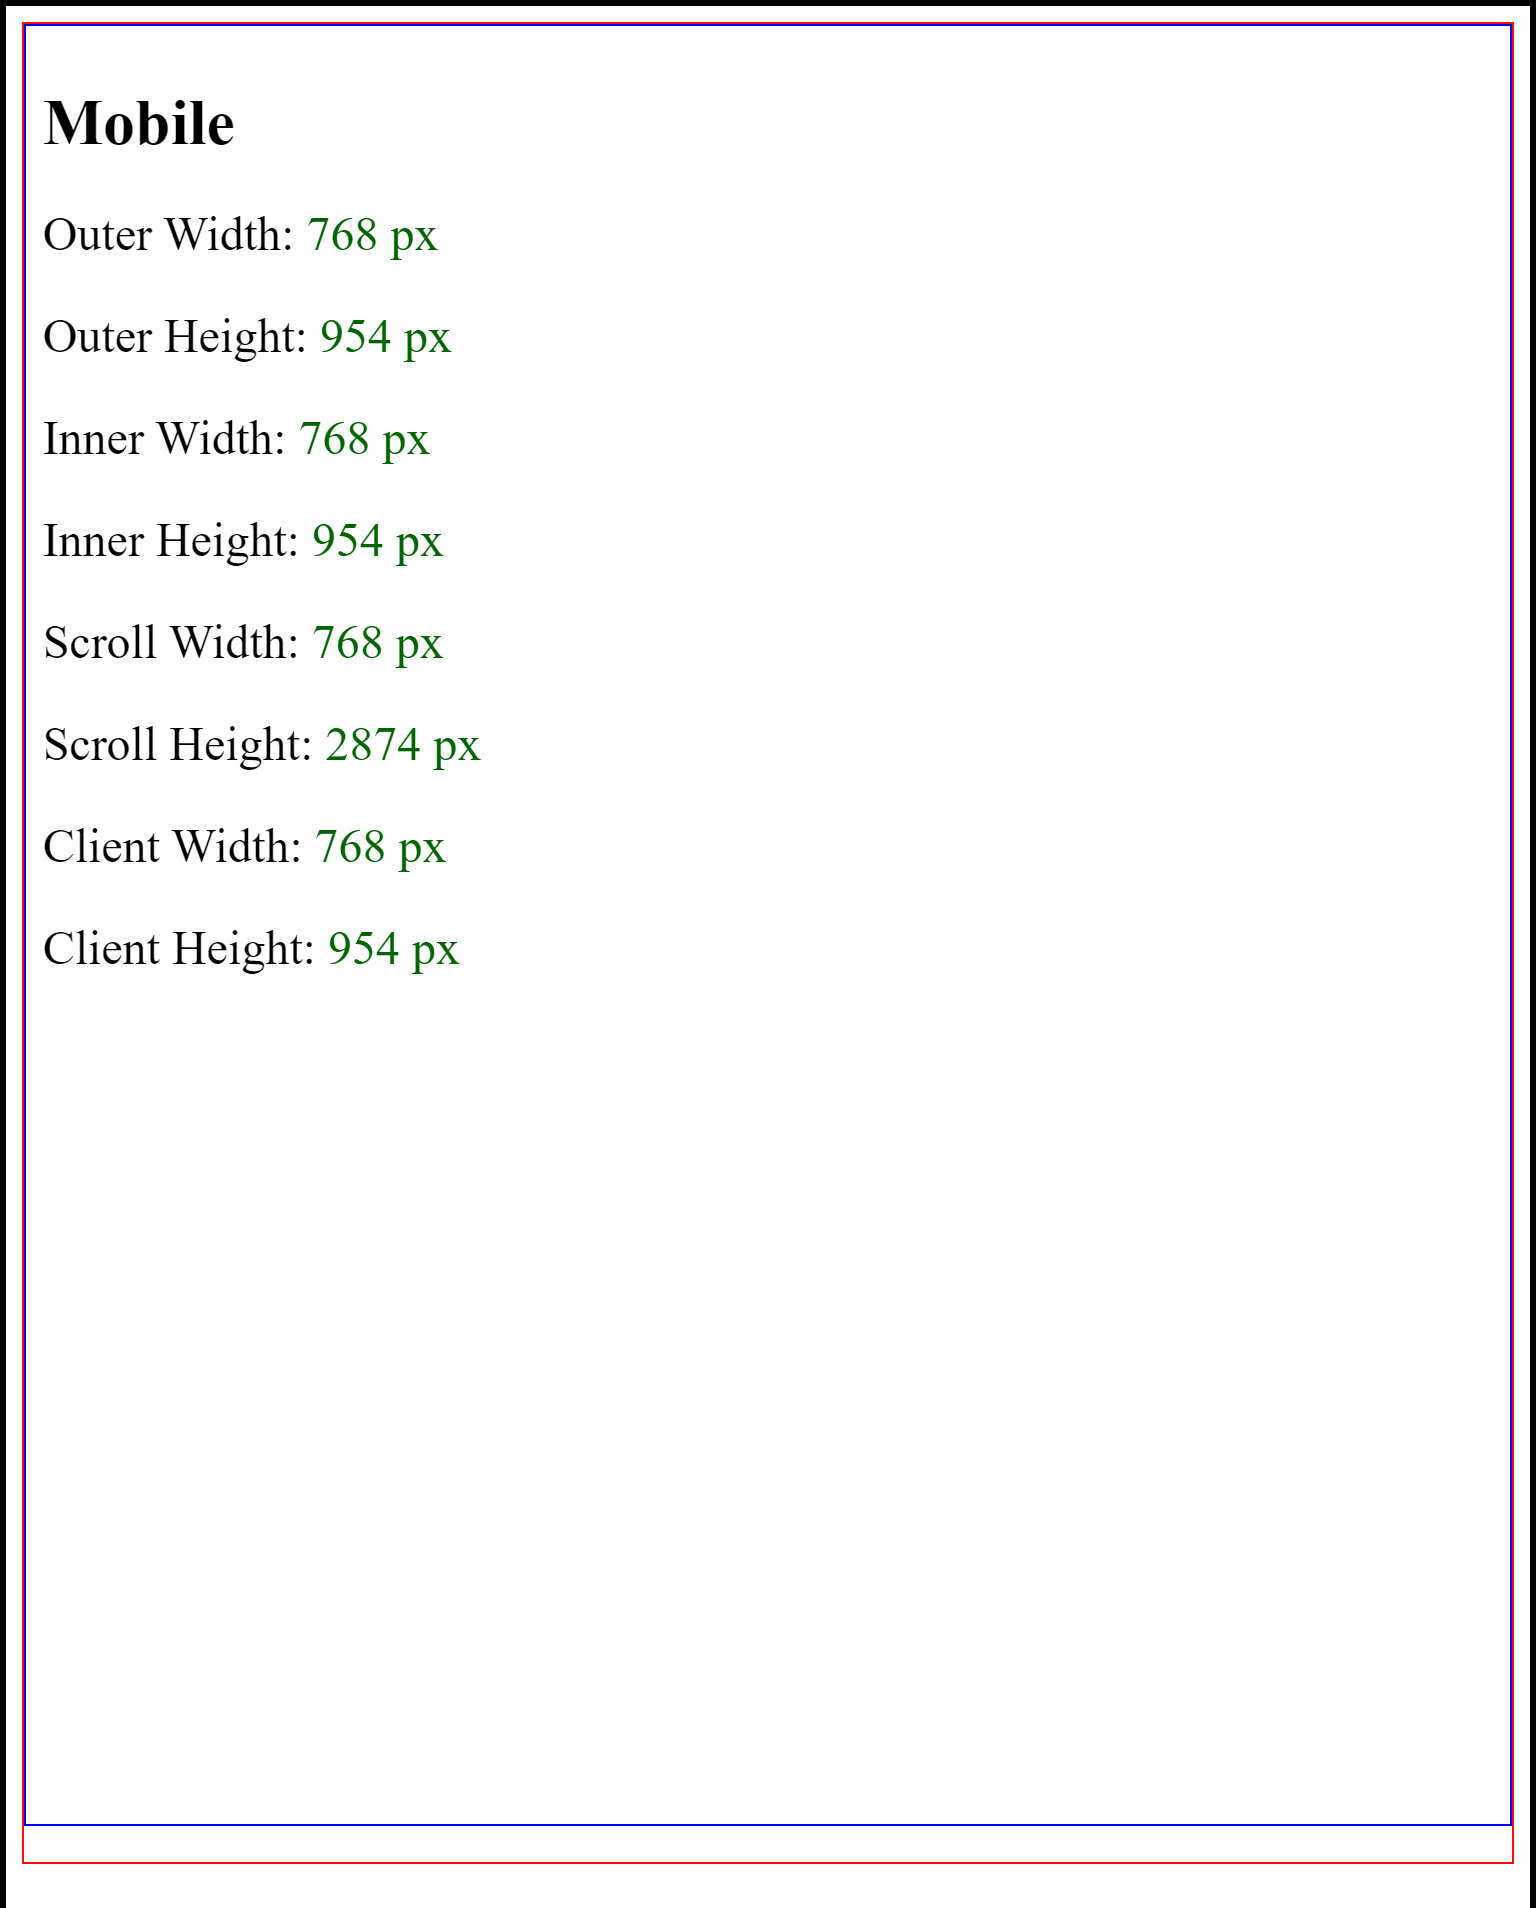 Mobile
Outer Width: 768 px
Outer Height: 954 px
Inner Width: 768 px
Inner Height: 954 px
Scroll Width: 768 px
Scroll Height: 2874 px
Client Width: 768 px
Client Height: 954 px